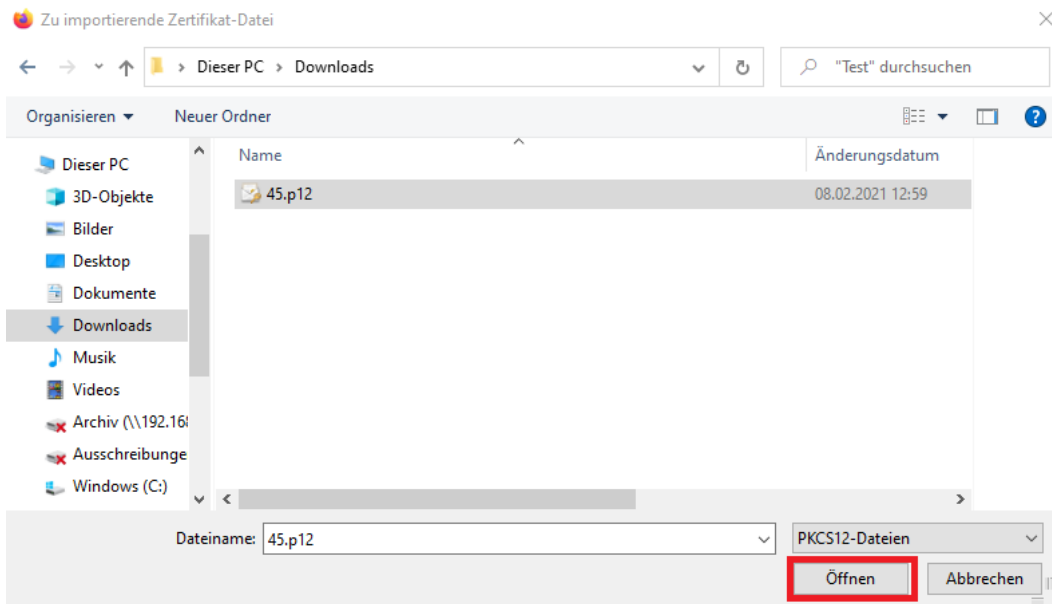 Zu importierende Zertifikat-Datei
Dieser PC > Downloads
"Test" durchsuchen
Organisieren
Neuer Ordner
Name
Änderungsdatum
Dieser PC
45.p12
08.02.2021 12:59
3D-Objekte
Bilder
Desktop
Dokumente
Downloads
Musik
Videos
Archiv (\\192.168
Ausschreibunge
Windows (C:)
Dateiname: 45.p12
PKCS12-Dateien
Öffnen
Abbrechen